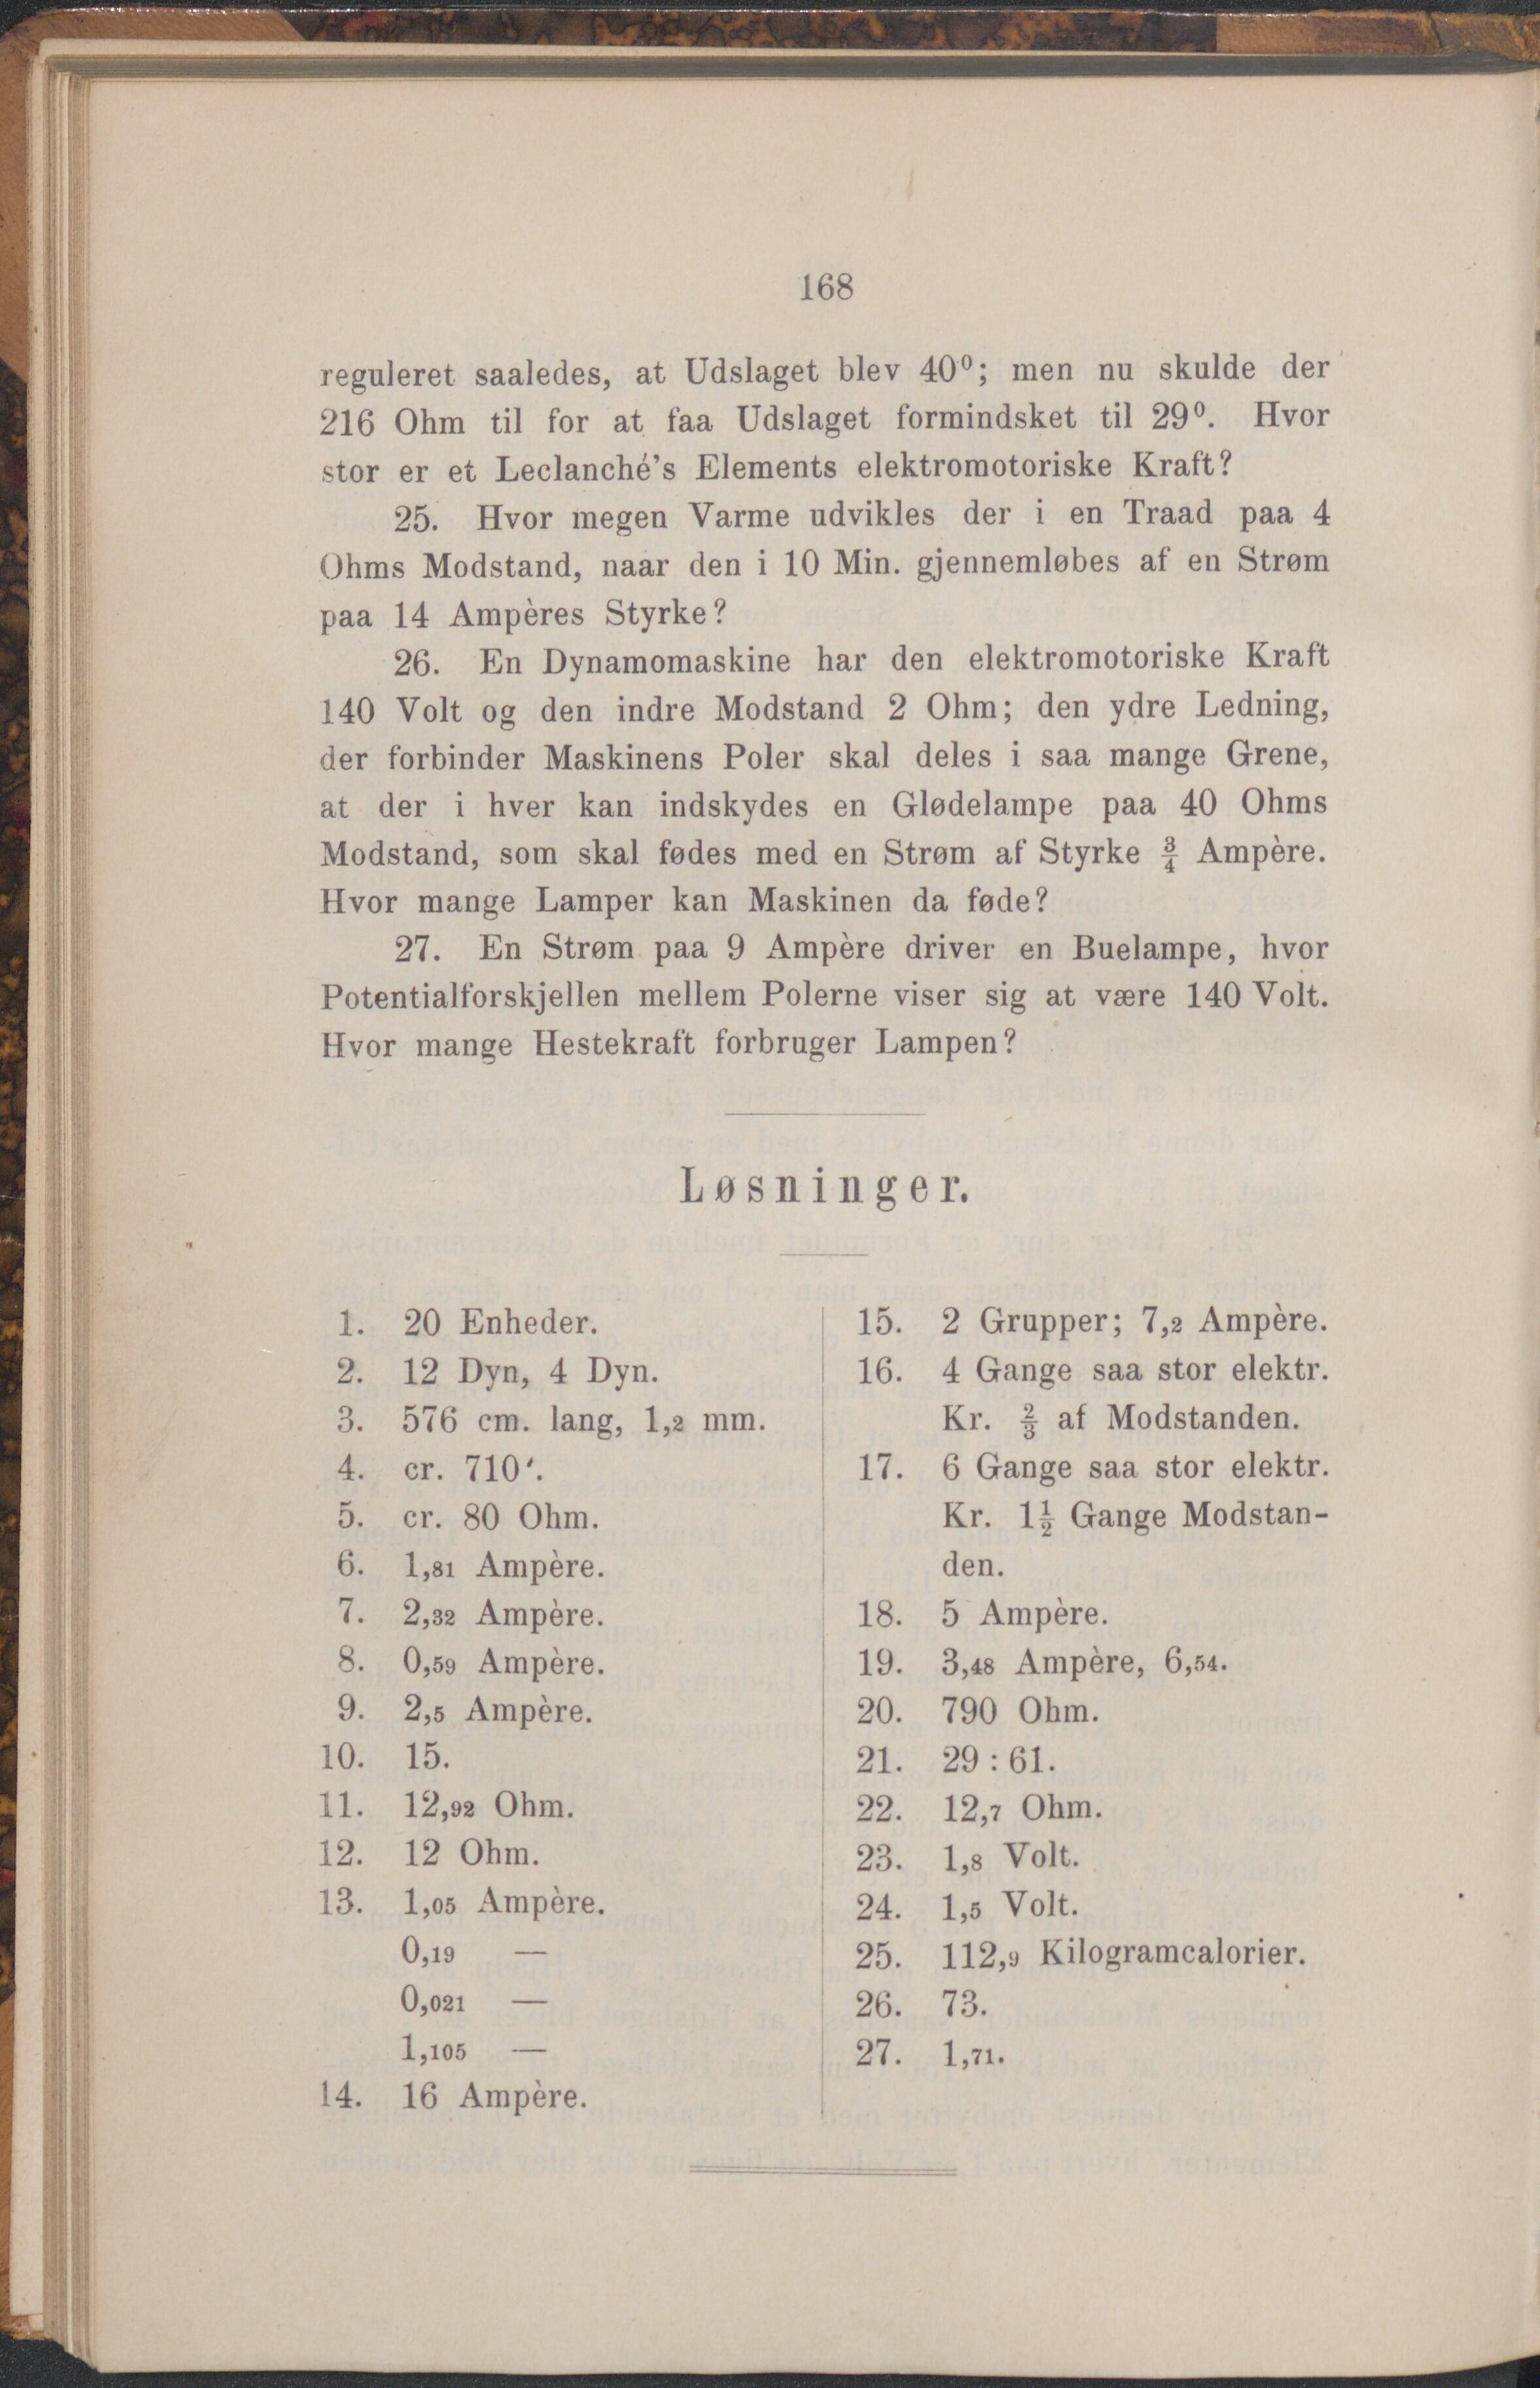 168
reguleret saaledes, at Udslaget blev 40⁰; men nu skulde der
216 Ohm til for at faa Udslaget formindsket til 29⁰. Hvor
stor er et Leclanché's Elements elektromotoriske Kraft?
25. Hvor megen Varme udvikles der i en Traad paa 4
Ohms Modstand, naar den i 10 Min. gjennemløbes af en Strøm
paa 14 Ampères Styrke?
26. En Dynamomaskine har den elektromotoriske Kraft
140 Volt og den indre Modstand 2 Ohm; den ydre Ledning,
der forbinder Maskinens Poler skal deles i saa mange Grene,
at der i hver kan indskydes en Glødelampe paa 40 Ohms
Modstand, som skal fødes med en Strøm af Styrke ¾ Ampère.
Hvor mange Lamper kan Maskinen da føde?
27. En Strøm paa 9 Ampère driver en Buelampe, hvor
Potentialforskjellen mellem Polerne viser sig at være 140 Volt.
Hvor mange Hestekraft forbruger Lampen?
Løsninger.
1. 20 Enheder.
2. 12 Dyn, 4 Dyn.
3. 576 cm. lang, 1,2 mm.
4. cr. 710‘.
5. cr. 80 Ohm.
6. 1,81 Ampère.
7. 2,32 Ampère.
8. 0,59 Ampère.
9. 2,5 Ampère.
10. 15.
11. 12,92 Ohm.
12. 12 Ohm.
13. 1,05 Ampère.
0,19 —
0,021 —
1,105 —
14. 16 Ampère.
15. 2 Grupper; 7,2 Ampère.
16. 4 Gange saa stor elektr.
Kr. ⅔ af Modstanden.
17. 6 Gange saa stor elektr.
Kr. 1½ Gange Modstan-
den.
18. 5 Ampère.
19. 3,48 Ampère, 6,54.
20. 790 Ohm.
21. 29 : 61.
22. 12,7 Ohm.
23. 1,8 Volt.
24. 1,5 Volt.
25. 112,9 Kilogramcalorier.
26. 73.
27. 1,71.